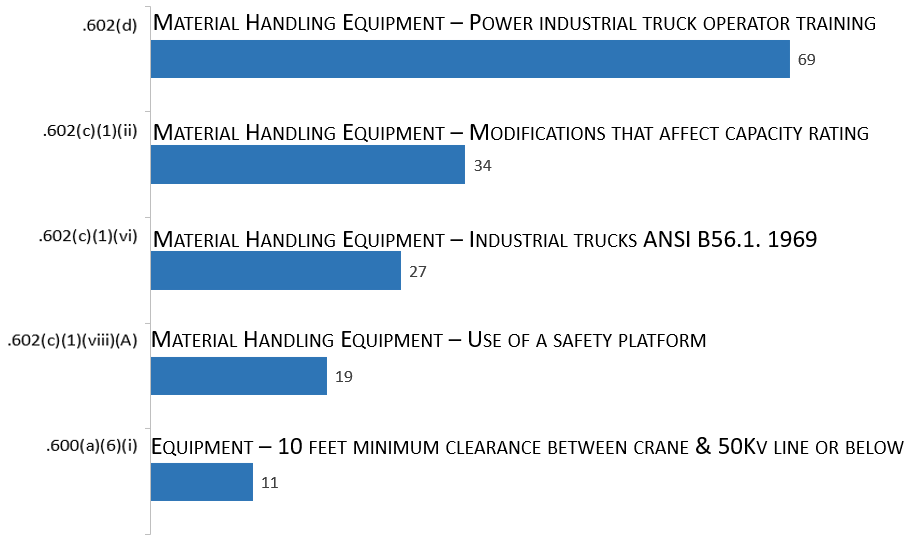 .602(d) Material Handling Equipment – Power industrial truck operator training
69
.602(c)(1)(ii) Material Handling Equipment – Modifications that affect capacity rating
34
.602(c)(1)(vi) Material Handling Equipment – Industrial trucks ANSI B56.1. 1969
27
.602(c)(1)(viii)(A) Material Handling Equipment – Use of a safety platform
19
.600(a)(6)(i) Equipment – 10 feet minimum clearance between crane & 50Kv line or below
11